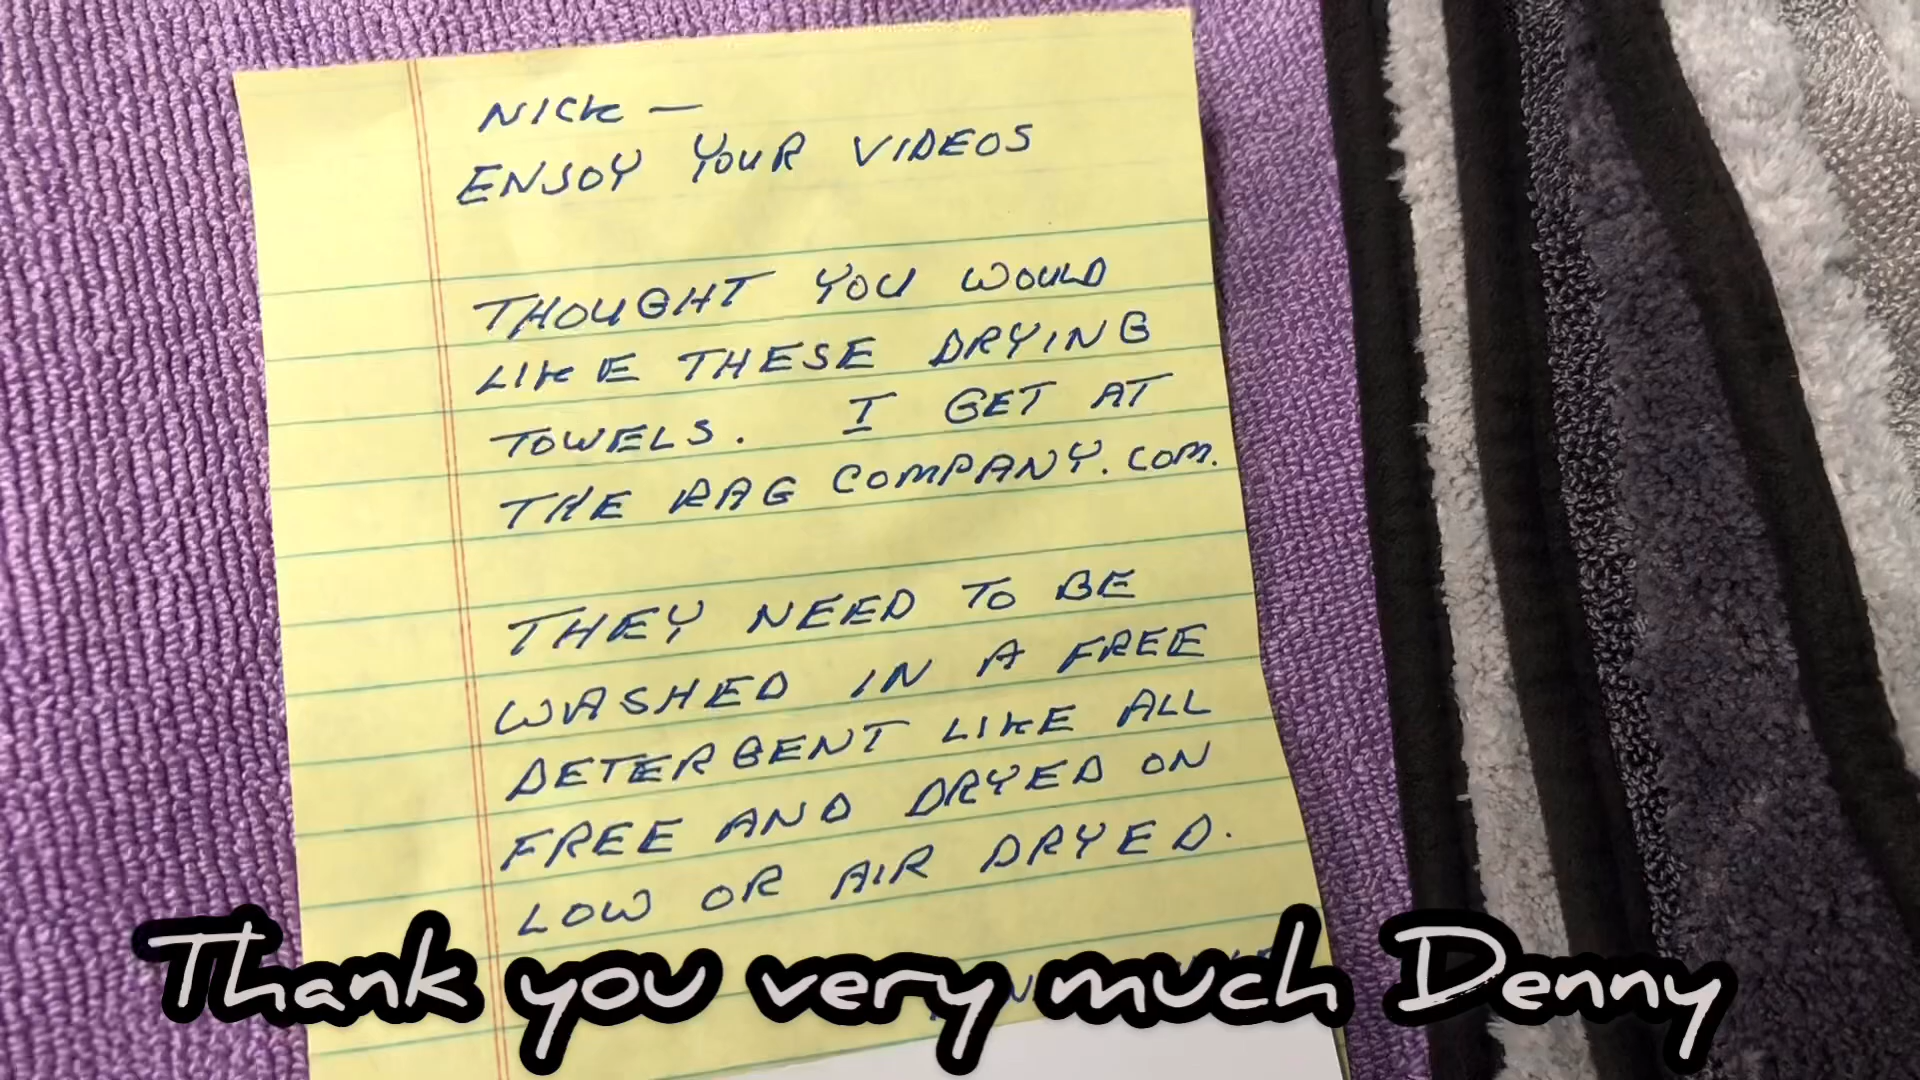 NICK —
ENJOY YOUR VIDEOS
THOUGHT YOU WOULD
LIKE THESE DRYING
TOWELS. I GET AT
THE RAG COMPANY.COM.
THEY NEED TO BE
WASHED IN A FREE
DETERGENT LIKE ALL
FREE AND DRYED ON
LOW OR AIR DRYED.
Thank you very much Denny